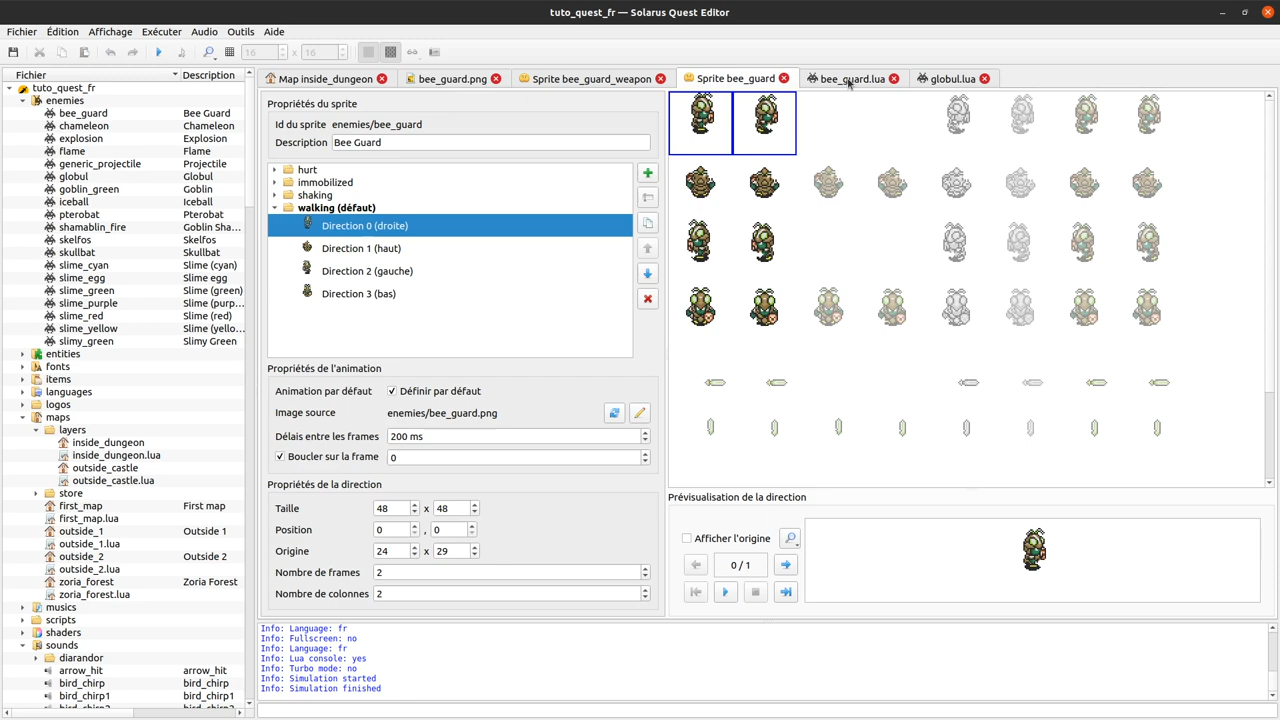 tuto_quest_fr — Solarus Quest Editor
Fichier Édition Affichage Exécuter Audio Outils Aide
16 x 16
Fichier Description
tuto_quest_fr
enemies
bee_guard Bee Guard
chameleon Chameleon
explosion Explosion
flame Flame
generic_projectile Projectile
globul Globul
goblin_green Goblin
iceball Iceball
pterobat Pterobat
shamablin_fire Goblin Sha...
skelfos Skelfos
skullbat Skullbat
slime_cyan Slime (cyan)
slime_egg Slime egg
slime_green Slime (green)
slime_purple Slime (purp...
slime_red Slime (red)
slime_yellow Slime (yello...
slimy_green Slimy Green
entities
fonts
items
languages
logos
maps
layers
inside_dungeon
inside_dungeon.lua
outside_castle
outside_castle.lua
store
first_map First map
first_map.lua
outside_1 Outside 1
outside_1.lua
outside_2 Outside 2
outside_2.lua
zoria_forest Zoria Forest
zoria_forest.lua
musics
scripts
shaders
sounds
diarandor
arrow_hit arrow_hit
bird_chirp bird_chirp
bird_chirp1 bird_chirp1
Map inside_dungeon bee_guard.png Sprite bee_guard_weapon Sprite bee_guard bee_guard.lua globul.lua
Propriétés du sprite
Id du sprite enemies/bee_guard
Description Bee Guard
hurt
immobilized
shaking
walking (défaut)
Direction 0 (droite)
Direction 1 (haut)
Direction 2 (gauche)
Direction 3 (bas)
Propriétés de l'animation
Animation par défaut Définir par défaut
Image source enemies/bee_guard.png
Délais entre les frames 200 ms
Boucler sur la frame 0
Propriétés de la direction
Taille 48 x 48
Position 0 , 0
Origine 24 x 29
Nombre de frames 2
Nombre de colonnes 2
Prévisualisation de la direction
Afficher l'origine
0 / 1
Info: Language: fr
Info: Fullscreen: no
Info: Language: fr
Info: Lua console: yes
Info: Turbo mode: no
Info: Simulation started
Info: Simulation finished